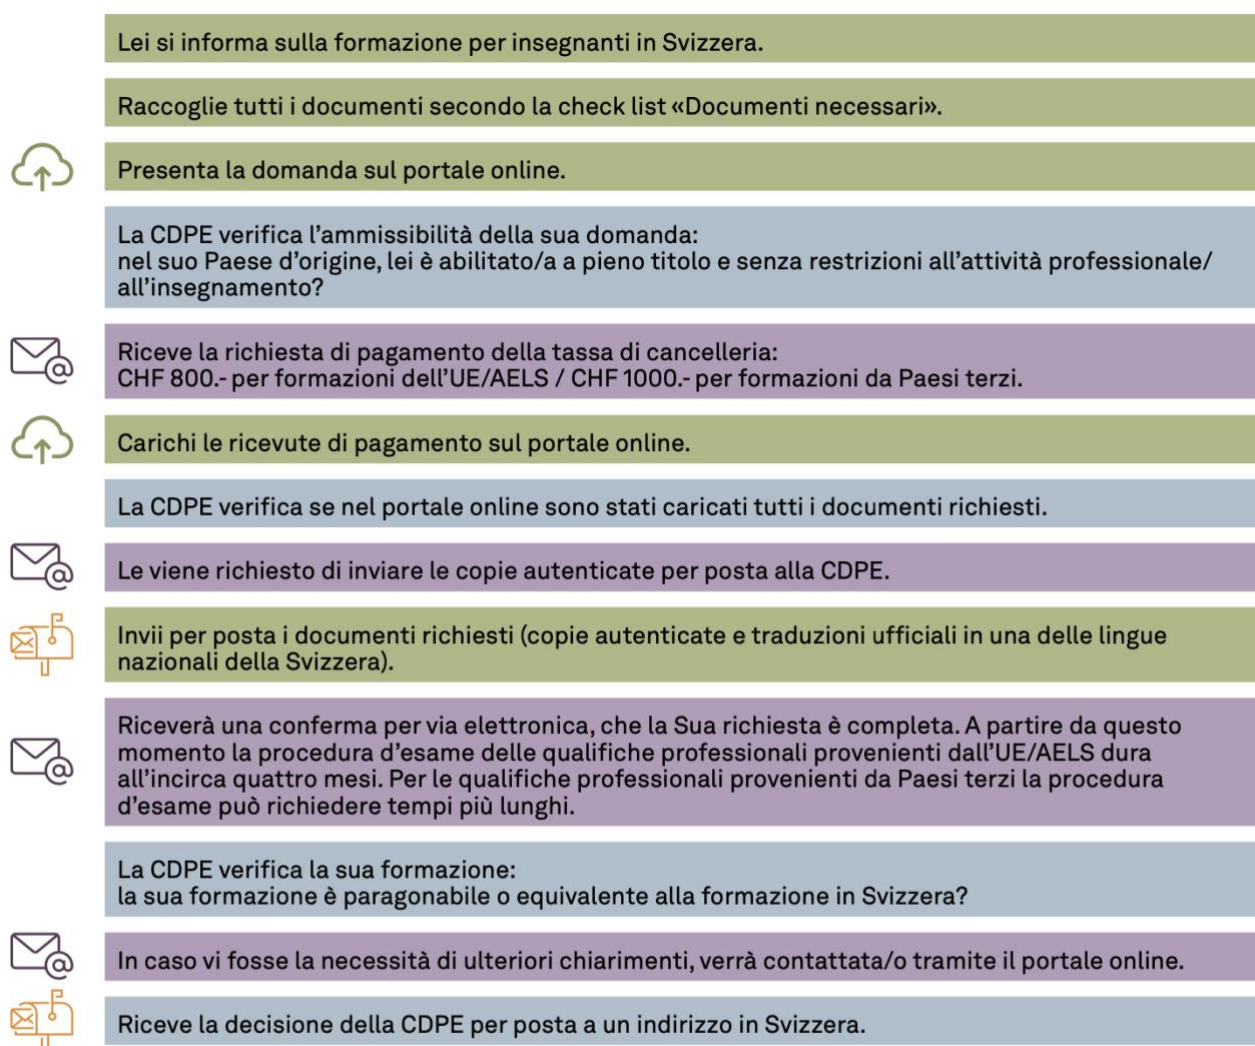 Lei si informa sulla formazione per insegnanti in Svizzera.
Raccoglie tutti i documenti secondo la check list «Documenti necessari».
Presenta la domanda sul portale online.
La CDPE verifica l'ammissibilità della sua domanda:
nel suo Paese d'origine, lei è abilitato/a a pieno titolo e senza restrizioni all'attività professionale/
all'insegnamento?
Riceve la richiesta di pagamento della tassa di cancelleria:
CHF 800.- per formazioni dell'UE/AELS / CHF 1000.- per formazioni da Paesi terzi.
Carichi le ricevute di pagamento sul portale online.
La CDPE verifica se nel portale online sono stati caricati tutti i documenti richiesti.
Le viene richiesto di inviare le copie autenticate per posta alla CDPE.
Invii per posta i documenti richiesti (copie autenticate e traduzioni ufficiali in una delle lingue
nazionali della Svizzera).
Riceverà una conferma per via elettronica, che la Sua richiesta è completa. A partire da questo
momento la procedura d'esame delle qualifiche professionali provenienti dall'UE/AELS dura
all'incirca quattro mesi. Per le qualifiche professionali provenienti da Paesi terzi la procedura
d'esame può richiedere tempi più lunghi.
La CDPE verifica la sua formazione:
la sua formazione è paragonabile o equivalente alla formazione in Svizzera?
In caso vi fosse la necessità di ulteriori chiarimenti, verrà contattata/o tramite il portale online.
Riceve la decisione della CDPE per posta a un indirizzo in Svizzera.